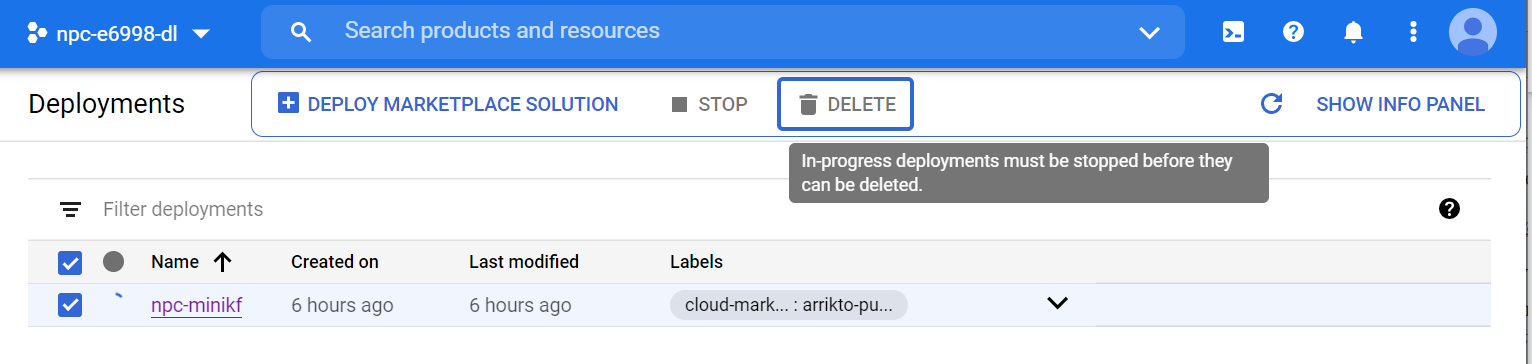 npc-e6998-dl
Search products and resources
Deployments
DEPLOY MARKETPLACE SOLUTION
STOP
DELETE
SHOW INFO PANEL
In-progress deployments must be stopped before they
can be deleted.
Filter deployments
Name Created on Last modified Labels
npc-minikf 6 hours ago 6 hours ago cloud-mark... : arrikto-pu...